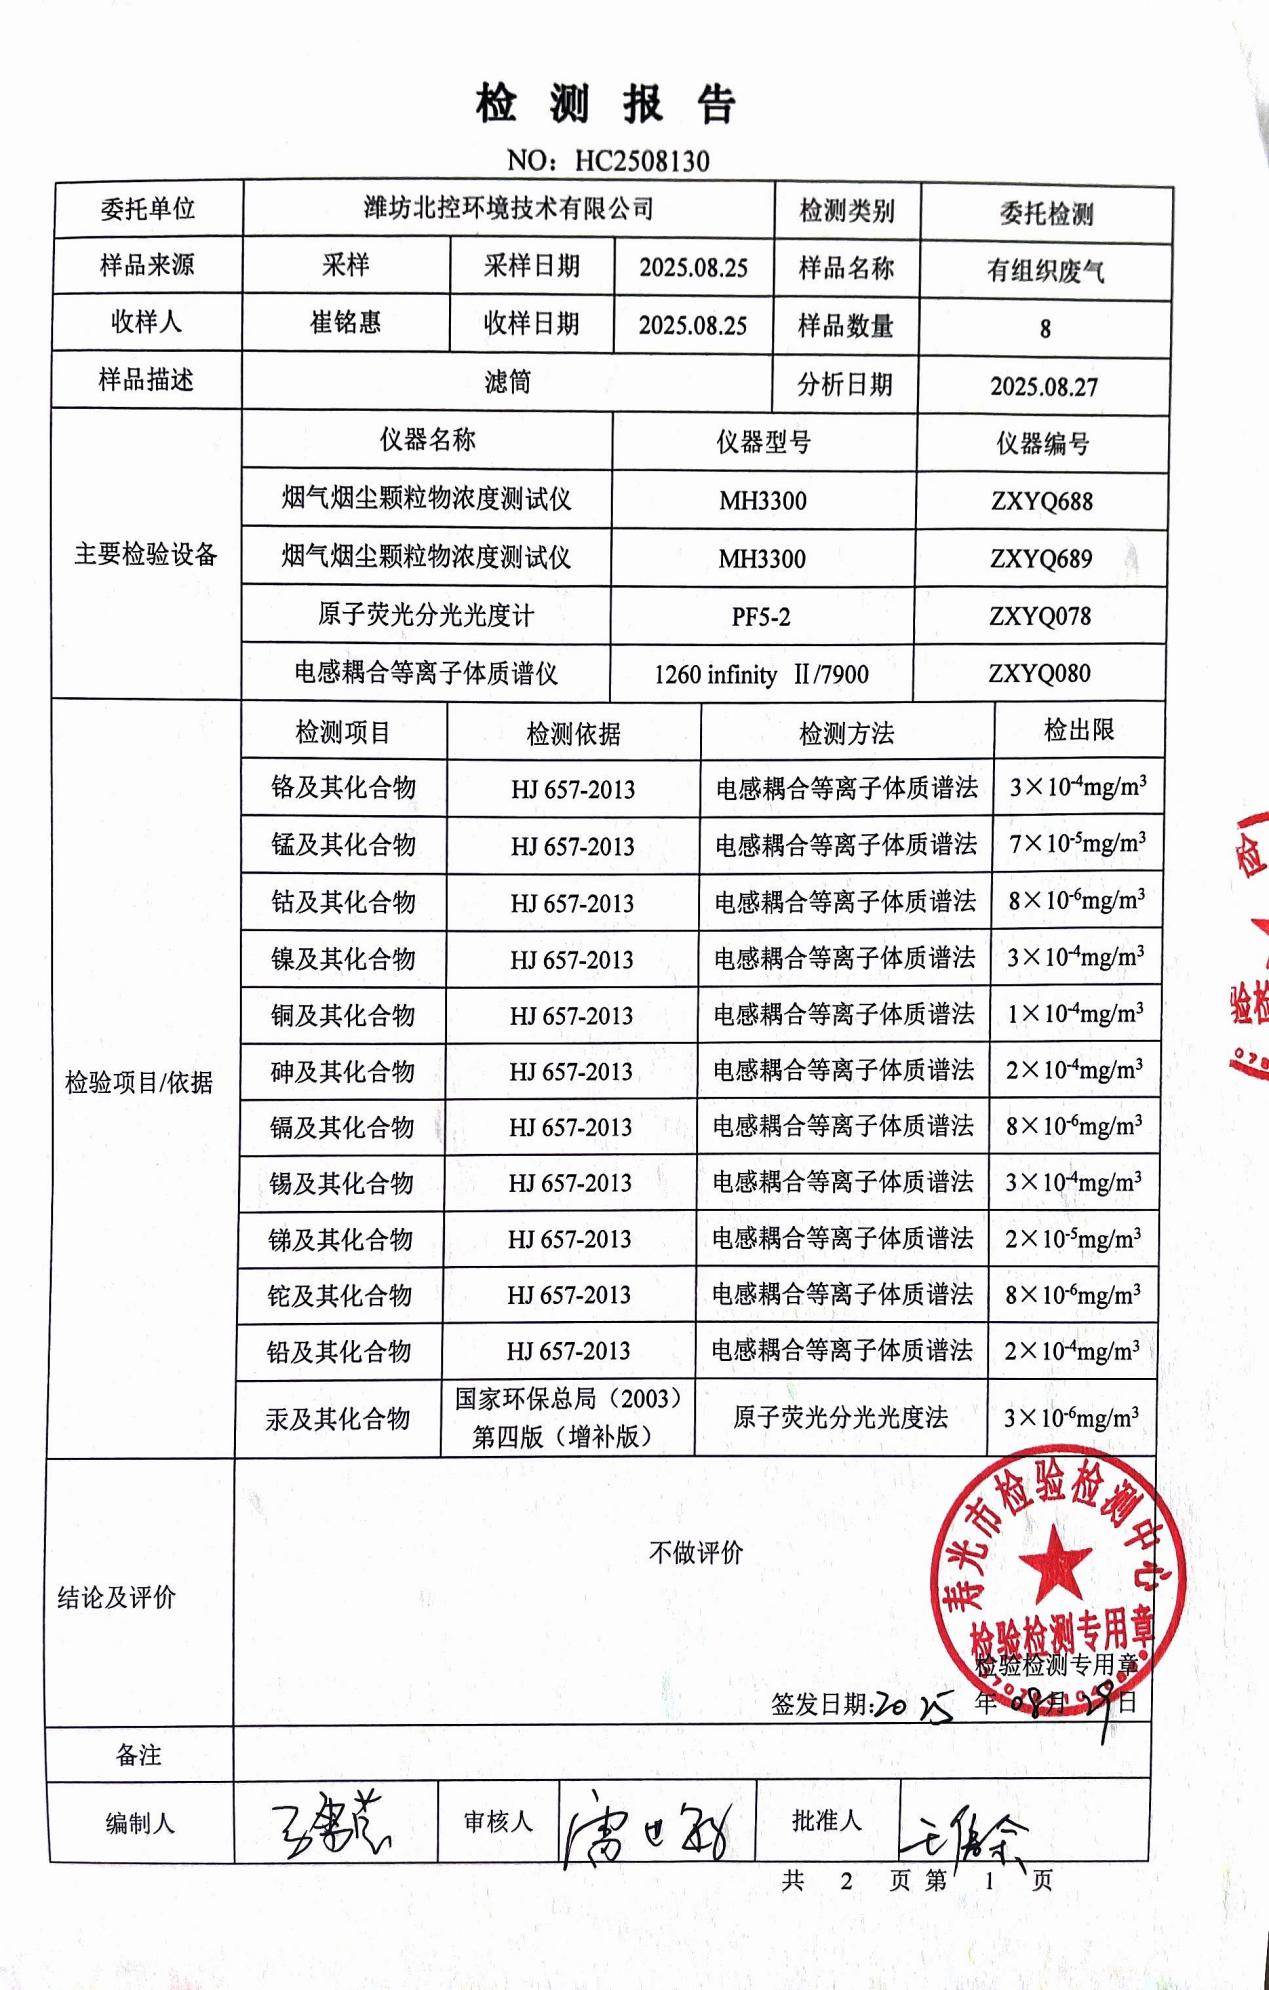 检测报告
NO：HC2508130
委托单位 潍坊北控环境技术有限公司 检测类别 委托检测
样品来源 采样 采样日期 2025.08.25 样品名称 有组织废气
收样人 崔铭惠 收样日期 2025.08.25 样品数量 8
样品描述 滤筒 分析日期 2025.08.27
主要检验设备
仪器名称 仪器型号 仪器编号
烟气烟尘颗粒物浓度测试仪 MH3300 ZXYQ688
烟气烟尘颗粒物浓度测试仪 MH3300 ZXYQ689
原子荧光分光光度计 PF5-2 ZXYQ078
电感耦合等离子体质谱仪 1260 infinity Ⅱ/7900 ZXYQ080
检验项目/依据
检测项目 检测依据 检测方法 检出限
铬及其化合物 HJ 657-2013 电感耦合等离子体质谱法 3×10⁻⁴mg/m³
锰及其化合物 HJ 657-2013 电感耦合等离子体质谱法 7×10⁻⁵mg/m³
钴及其化合物 HJ 657-2013 电感耦合等离子体质谱法 8×10⁻⁶mg/m³
镍及其化合物 HJ 657-2013 电感耦合等离子体质谱法 3×10⁻⁴mg/m³
铜及其化合物 HJ 657-2013 电感耦合等离子体质谱法 1×10⁻⁴mg/m³
砷及其化合物 HJ 657-2013 电感耦合等离子体质谱法 2×10⁻⁴mg/m³
镉及其化合物 HJ 657-2013 电感耦合等离子体质谱法 8×10⁻⁶mg/m³
锡及其化合物 HJ 657-2013 电感耦合等离子体质谱法 3×10⁻⁴mg/m³
锑及其化合物 HJ 657-2013 电感耦合等离子体质谱法 2×10⁻⁵mg/m³
铊及其化合物 HJ 657-2013 电感耦合等离子体质谱法 8×10⁻⁶mg/m³
铅及其化合物 HJ 657-2013 电感耦合等离子体质谱法 2×10⁻⁴mg/m³
汞及其化合物 国家环保总局（2003）第四版（增补版） 原子荧光分光光度法 3×10⁻⁶mg/m³
结论及评价 不做评价
寿光市检验检测中心
检验检测专用章
检验检测专用章
签发日期:2025 年 08月 29日
备注
编制人 审核人 批准人
共 2 页 第 1 页
检
验检
078